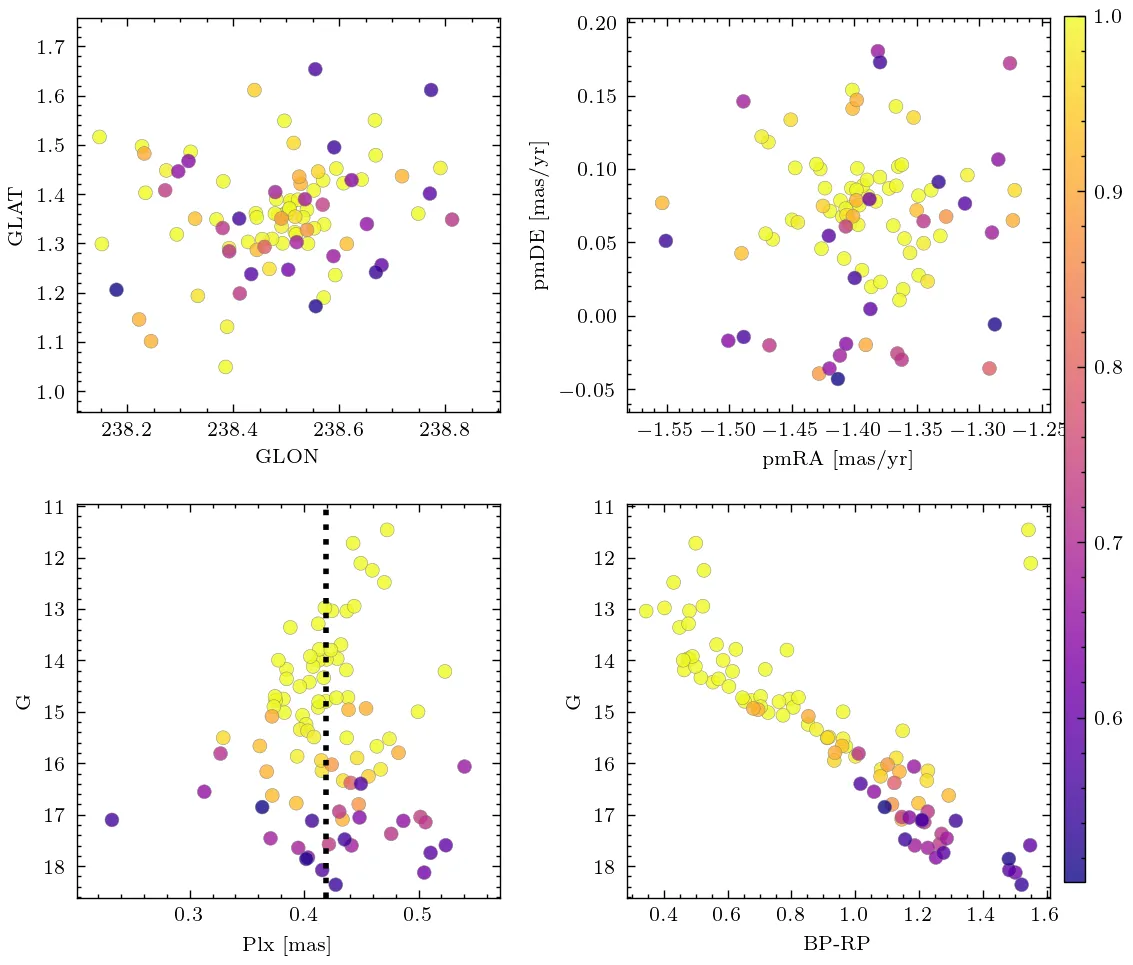 1.7
1.6
1.5
1.4
1.3
1.2
1.1
1.0
GLAT
238.2 238.4 238.6 238.8
GLON
0.20
0.15
0.10
0.05
0.00
−0.05
pmDE [mas/yr]
−1.55 −1.50 −1.45 −1.40 −1.35 −1.30 −1.25
pmRA [mas/yr]
1.0
0.9
0.8
0.7
0.6
11
12
13
14
15
16
17
18
G
0.3 0.4 0.5
Plx [mas]
11
12
13
14
15
16
17
18
G
0.4 0.6 0.8 1.0 1.2 1.4 1.6
BP-RP